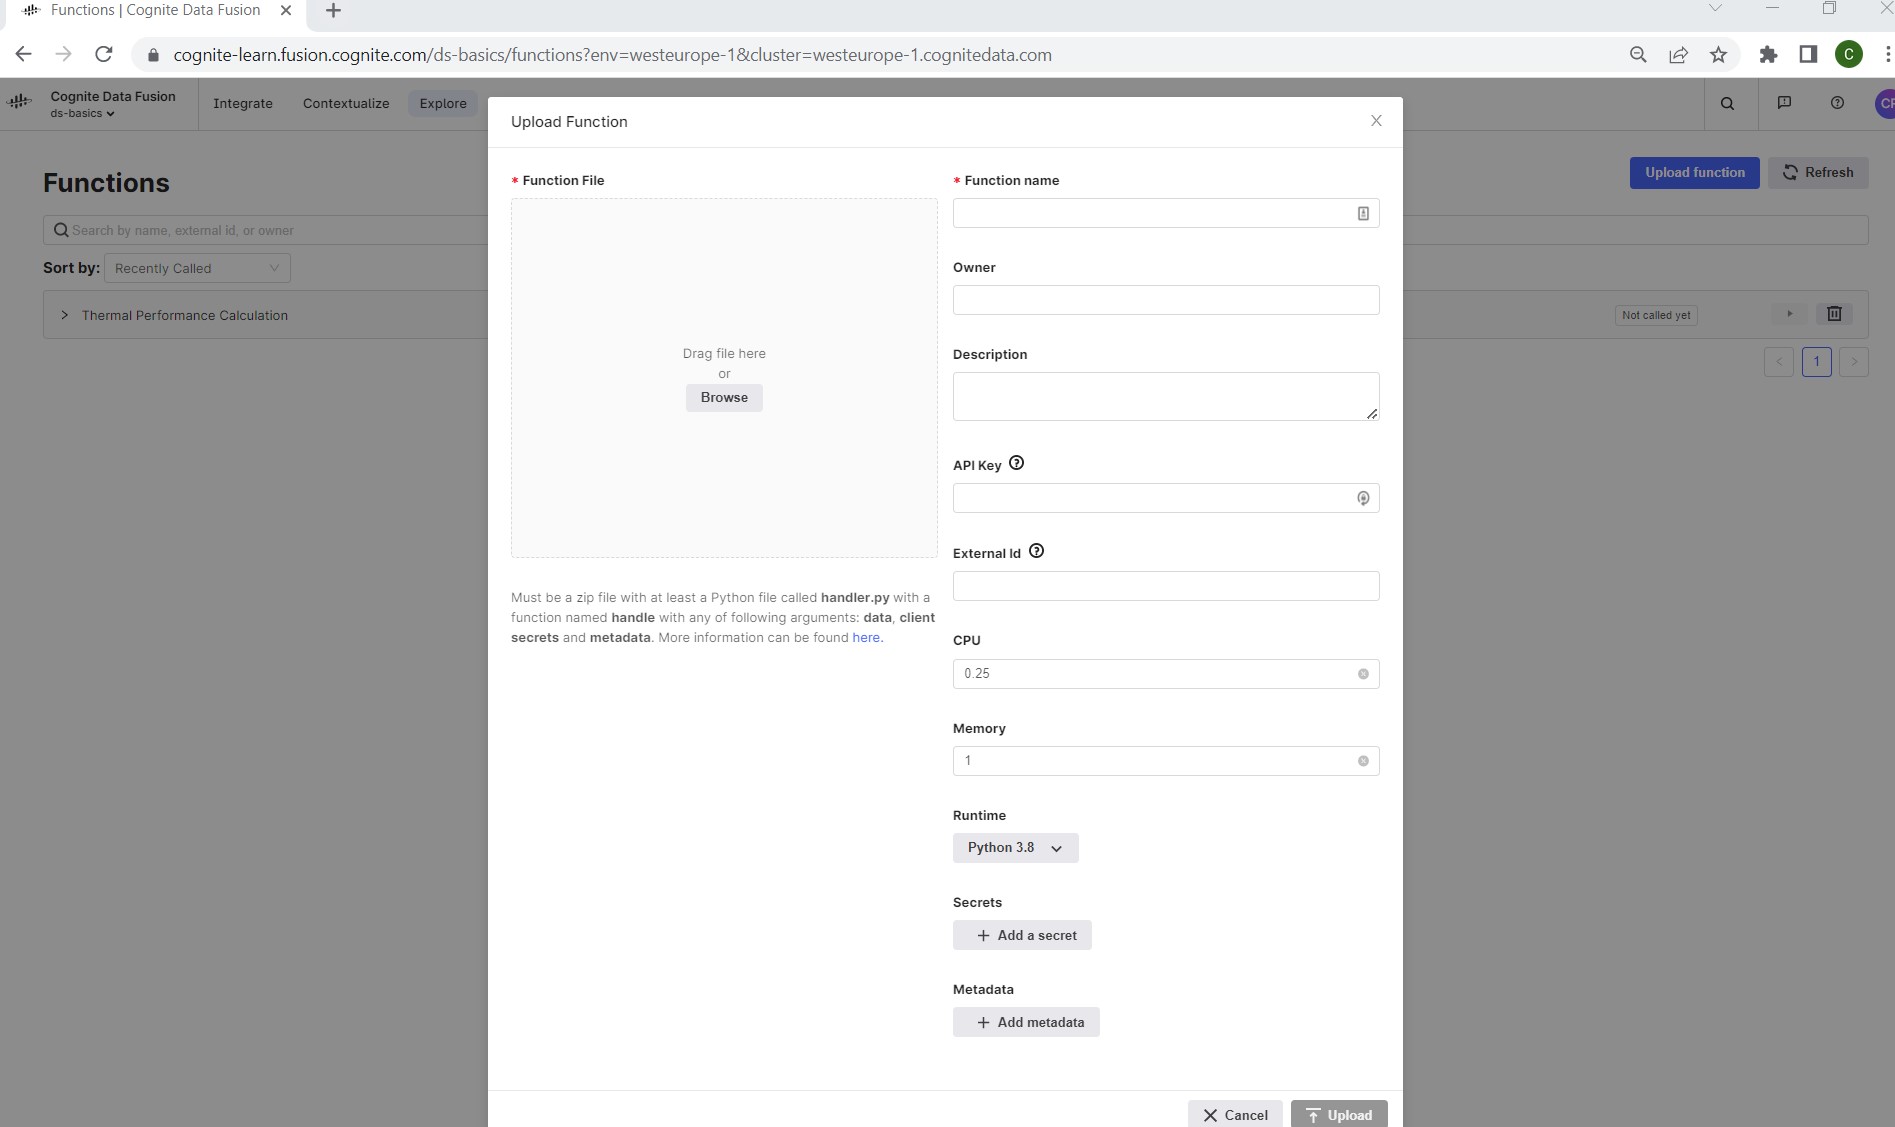 Functions | Cognite Data Fusion
cognite-learn.fusion.cognite.com/ds-basics/functions?env=westeurope-1&cluster=westeurope-1.cognitedata.com
C
Cognite Data Fusion
ds-basics
Integrate
Contextualize
Explore
CF
Functions
Upload function
Refresh
Search by name, external id, or owner
Sort by:
Recently Called
Thermal Performance Calculation
Not called yet
1
Upload Function
* Function File
Drag file here
or
Browse
Must be a zip file with at least a Python file called handler.py with a
function named handle with any of following arguments: data, client
secrets and metadata. More information can be found here.
* Function name
Owner
Description
API Key
External Id
CPU
0.25
Memory
1
Runtime
Python 3.8
Secrets
+ Add a secret
Metadata
+ Add metadata
Cancel
Upload